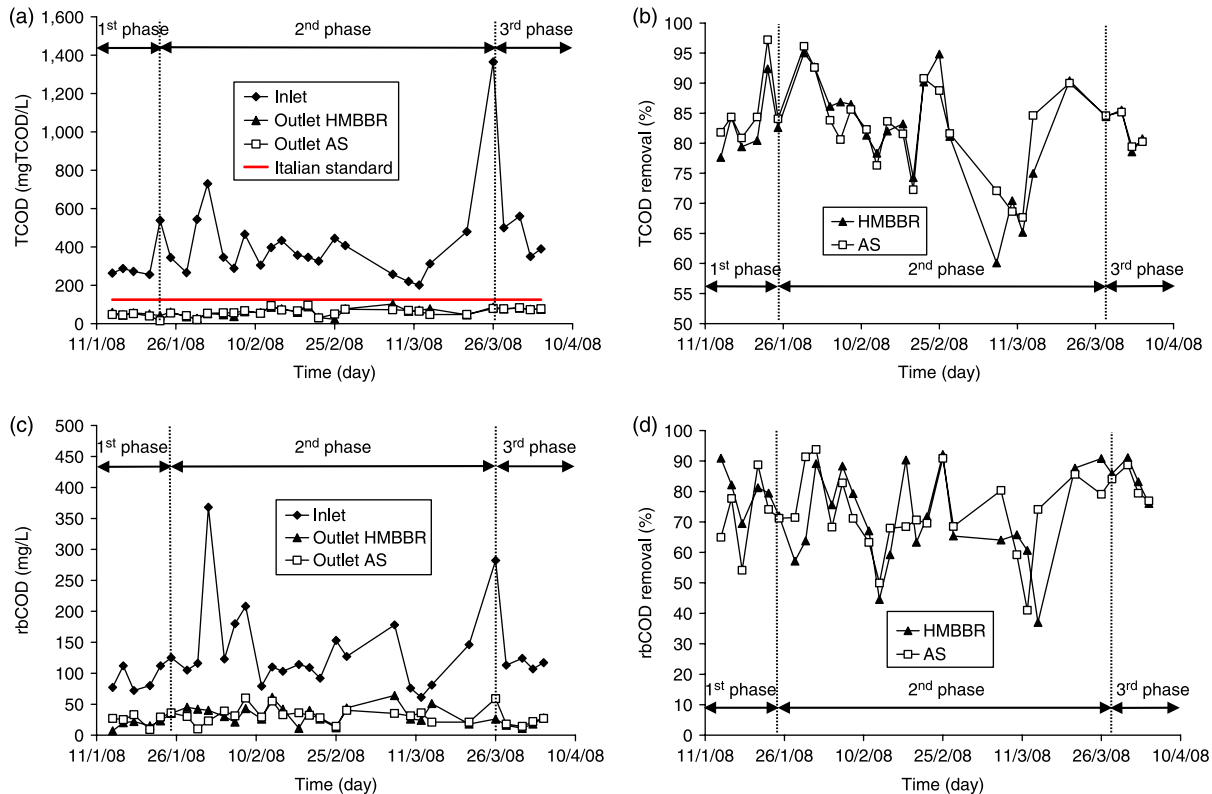 (a)
1,600
1,400
1,200
1,000
800
600
400
200
0
TCOD (mgTCOD/L)
1st phase
2nd phase
3rd phase
Inlet
Outlet HMBBR
Outlet AS
Italian standard
11/1/08 26/1/08 10/2/08 25/2/08 11/3/08 26/3/08 10/4/08
Time (day)
(b)
100
95
90
85
80
75
70
65
60
55
50
TCOD removal (%)
HMBBR
AS
1st phase
2nd phase
3rd phase
11/1/08 26/1/08 10/2/08 25/2/08 11/3/08 26/3/08 10/4/08
Time (day)
(c)
500
450
400
350
300
250
200
150
100
50
0
rbCOD (mg/L)
1st phase
2nd phase
3rd phase
Inlet
Outlet HMBBR
Outlet AS
11/1/08 26/1/08 10/2/08 25/2/08 11/3/08 26/3/08 10/4/08
Time (day)
(d)
100
90
80
70
60
50
40
30
20
10
0
rbCOD removal (%)
HMBBR
AS
1st phase
2nd phase
3rd phase
11/1/08 26/1/08 10/2/08 25/2/08 11/3/08 26/3/08 10/4/08
Time (day)